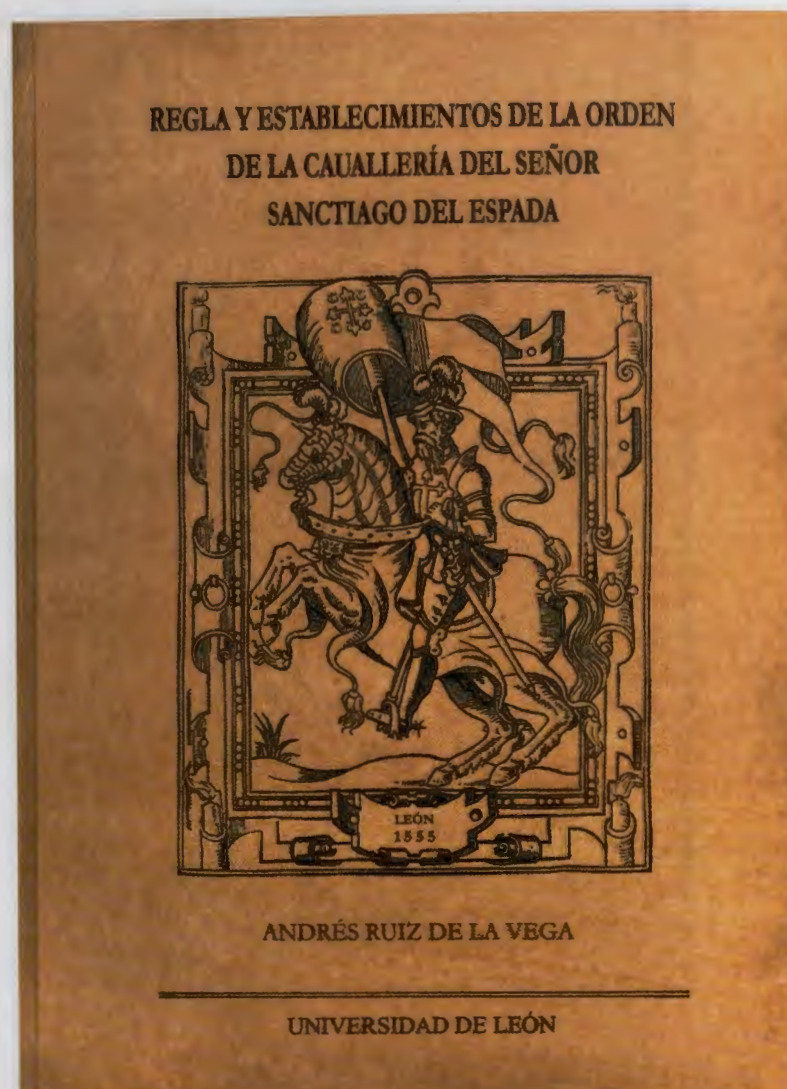 REGLA Y ESTABLECIMIENTOS DE LA ORDEN
DE LA CAUALLERÍA DEL SEÑOR
SANCTIAGO DEL ESPADA
LEÓN
1555
ANDRÉS RUIZ DE LA VEGA
UNIVERSIDAD DE LEÓN